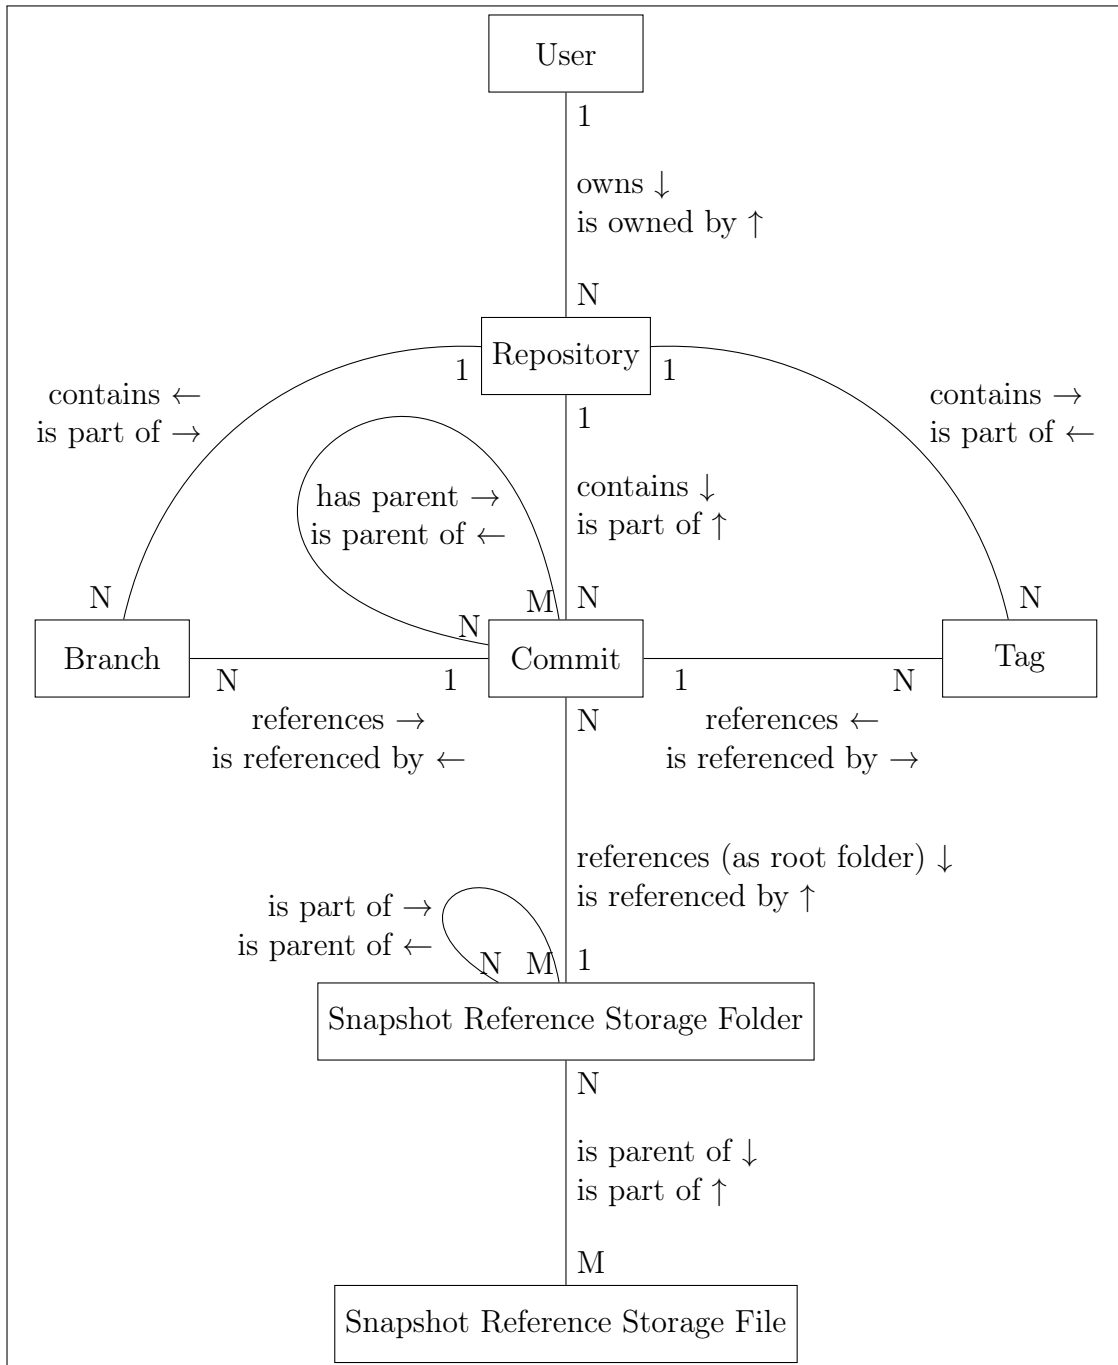 User
1
owns ↓
is owned by ↑
N
Repository
1
1
1
contains ←
is part of →
contains →
is part of ←
has parent →
is parent of ←
contains ↓
is part of ↑
N
M
N
N
N
Branch
Commit
Tag
N
1
1
N
references →
is referenced by ←
N
references ←
is referenced by →
references (as root folder) ↓
is referenced by ↑
is part of →
is parent of ←
N
M
1
Snapshot Reference Storage Folder
N
is parent of ↓
is part of ↑
M
Snapshot Reference Storage File